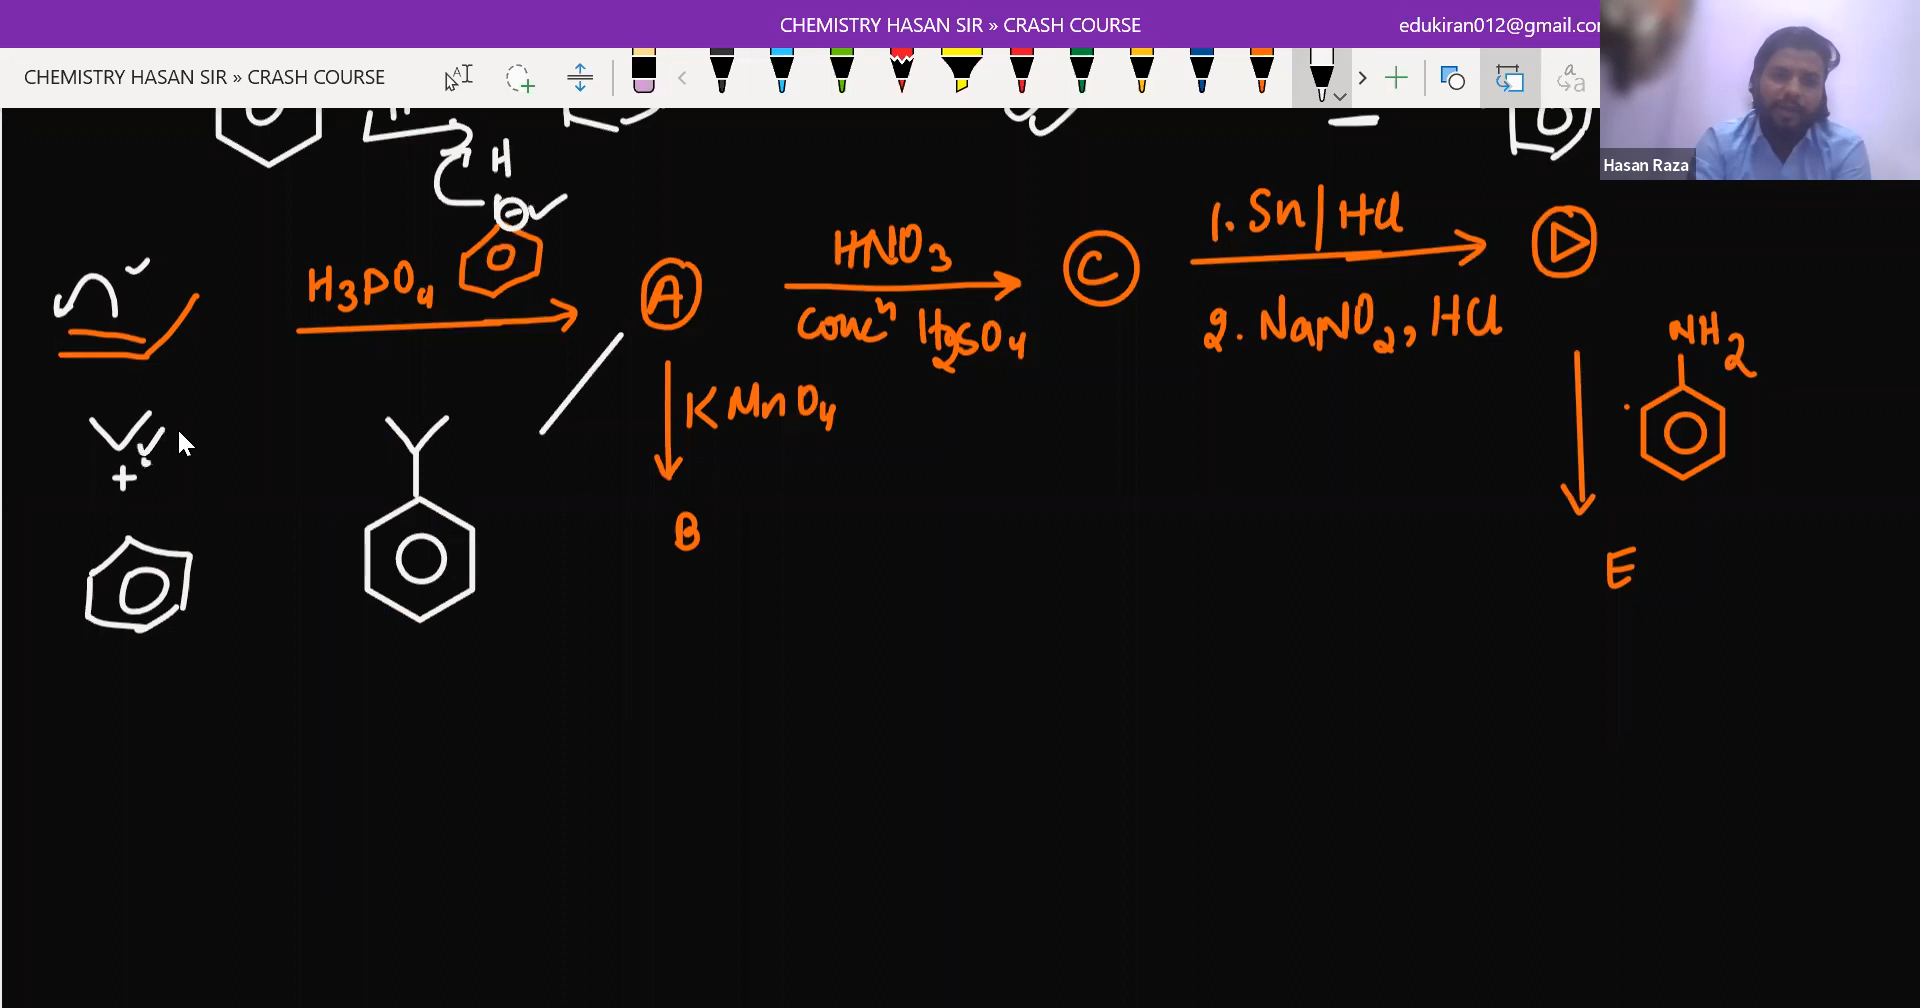 CHEMISTRY HASAN SIR » CRASH COURSE
edukiran012@gmail.co
CHEMISTRY HASAN SIR » CRASH COURSE
Hasan Raza
H
H3PO4
A
HNO3
concn H2SO4
C
1. Sn/HCl
2. NaNO2, HCl
D
KMnO4
B
NH2
+
E